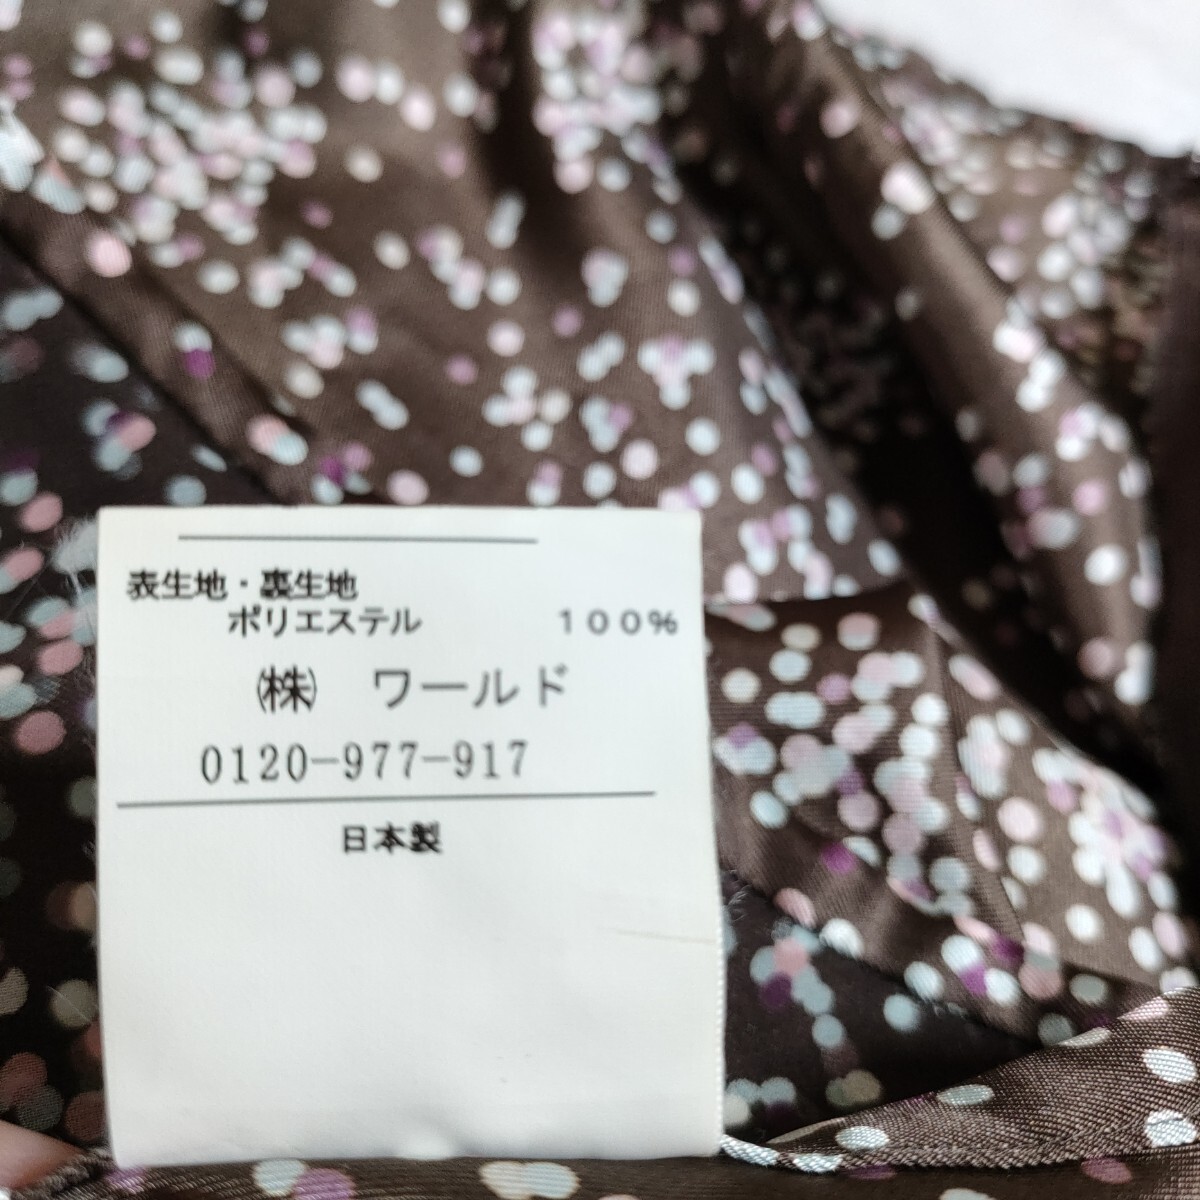 表生地・裏生地
ポリエステル　１００％
㈱　ワールド
0120-977-917
日本製